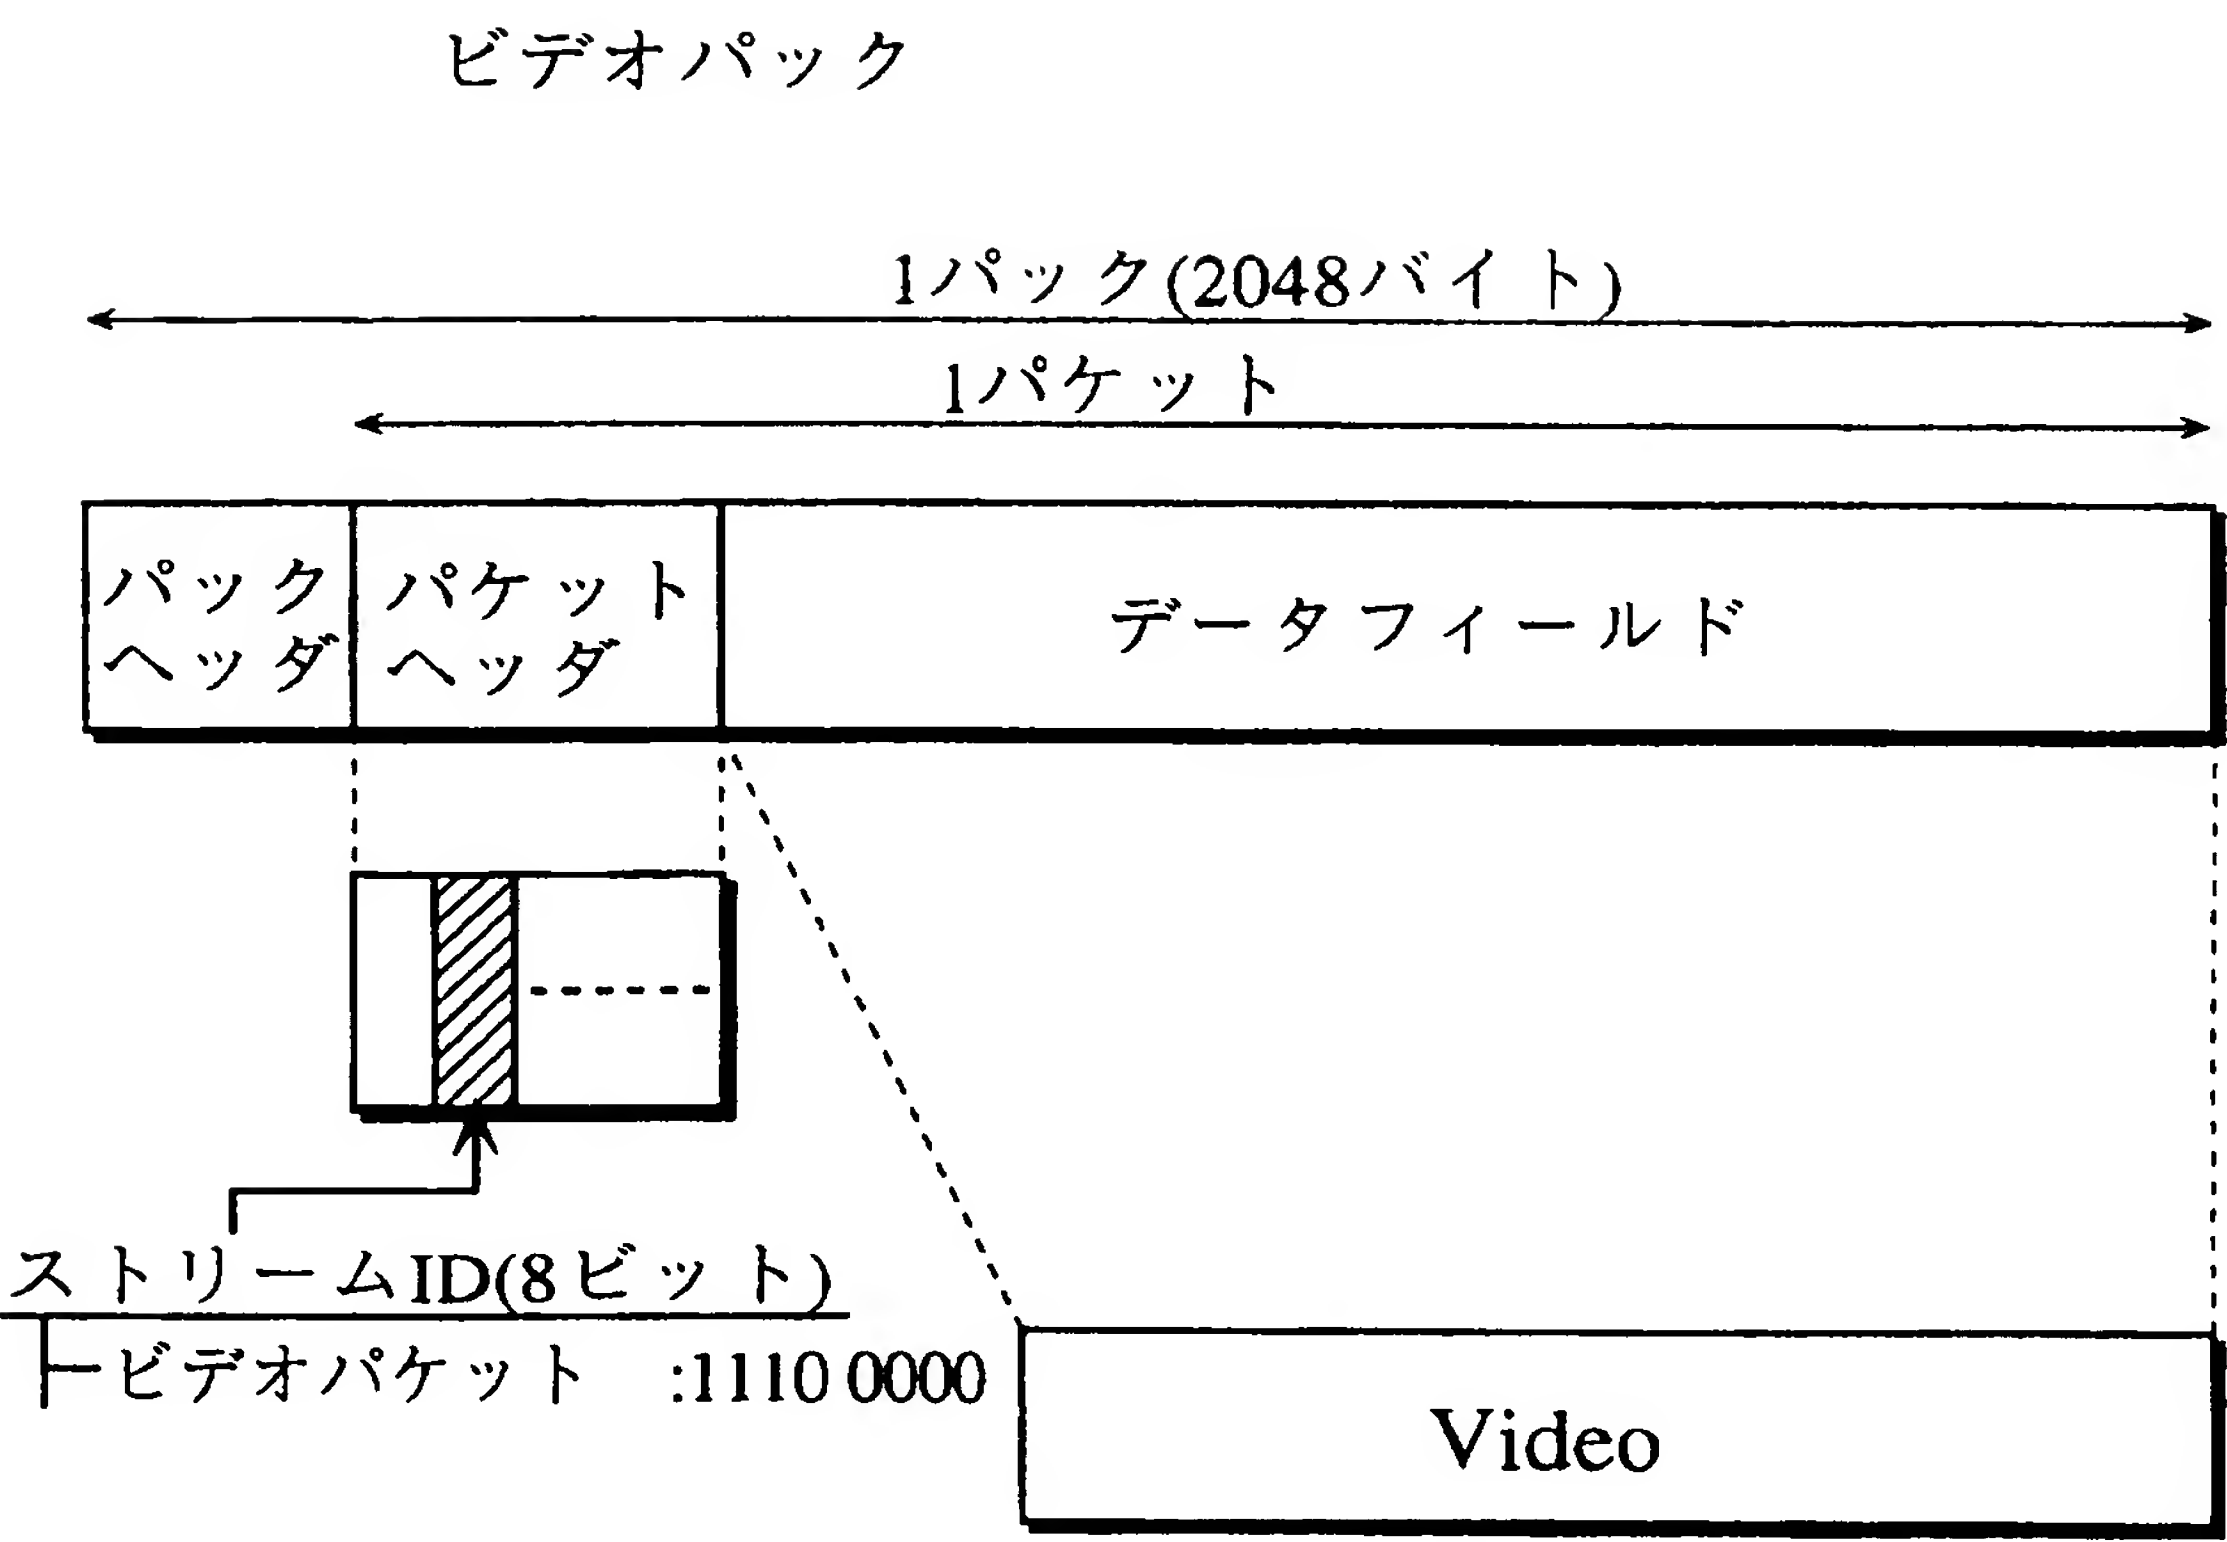 ビデオパック
1パック(2048バイト)
1パケット
パック
ヘッダ
パケット
ヘッダ
データフィールド
ストリームID(8ビット)
ビデオパケット :1110 0000
Video